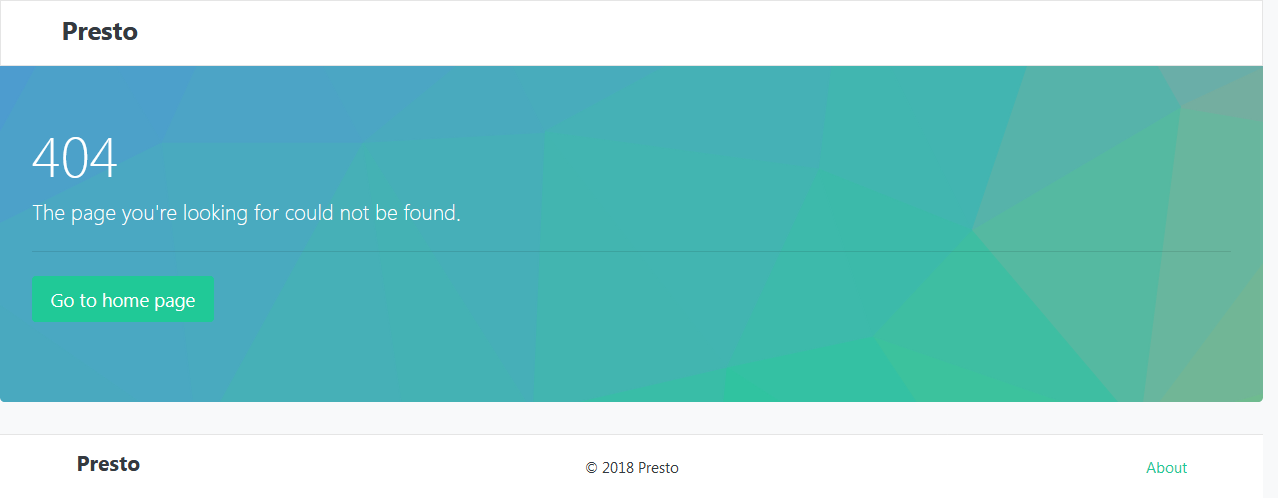 Presto
404
The page you're looking for could not be found.
Go to home page
Presto
© 2018 Presto
About